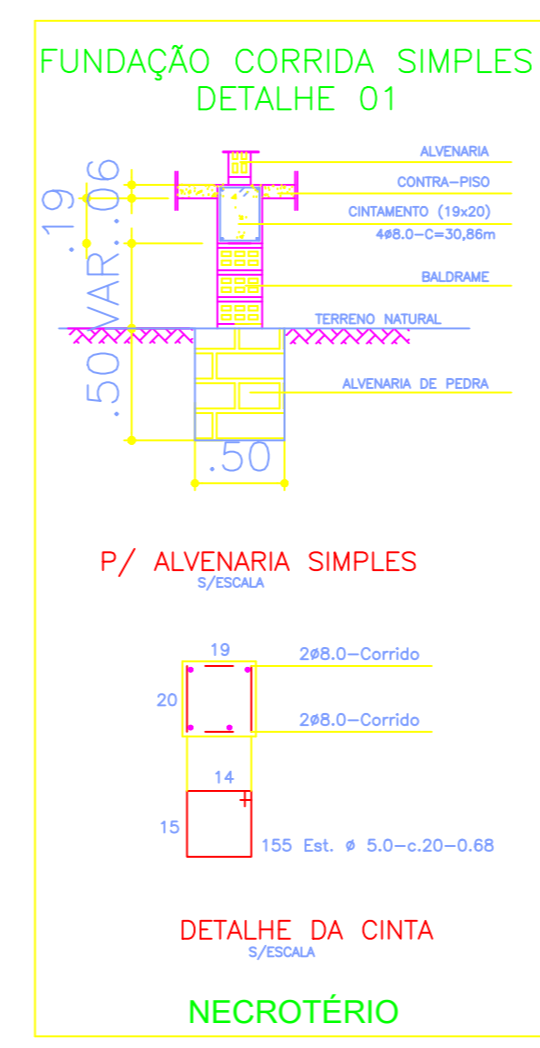 FUNDAÇÃO CORRIDA SIMPLES
DETALHE 01
ALVENARIA
CONTRA-PISO
CINTAMENTO (19x20)
4ø8.0-C=30,86m
BALDRAME
TERRENO NATURAL
ALVENARIA DE PEDRA
.19
.06
VAR.
.50
.50
P/ ALVENARIA SIMPLES
S/ESCALA
19
2ø8.0-Corrido
20
2ø8.0-Corrido
14
15
155 Est. ø 5.0-c.20-0.68
DETALHE DA CINTA
S/ESCALA
NECROTÉRIO